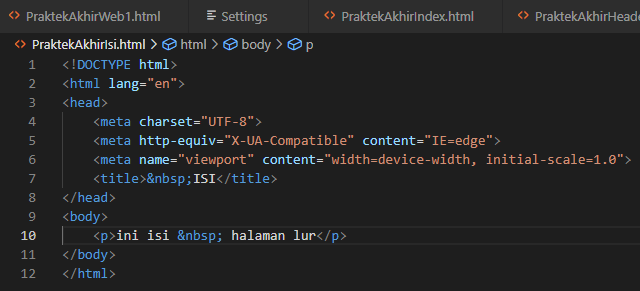 PraktekAkhirWeb1.html Settings PraktekAkhirIndex.html PraktekAkhirHead
PraktekAkhirIsi.html > html > body > p
1 <!DOCTYPE html>
2 <html lang="en">
3 <head>
4 <meta charset="UTF-8">
5 <meta http-equiv="X-UA-Compatible" content="IE=edge">
6 <meta name="viewport" content="width=device-width, initial-scale=1.0">
7 <title>&nbsp;ISI</title>
8 </head>
9 <body>
10 <p>ini isi &nbsp; halaman lur</p>
11 </body>
12 </html>